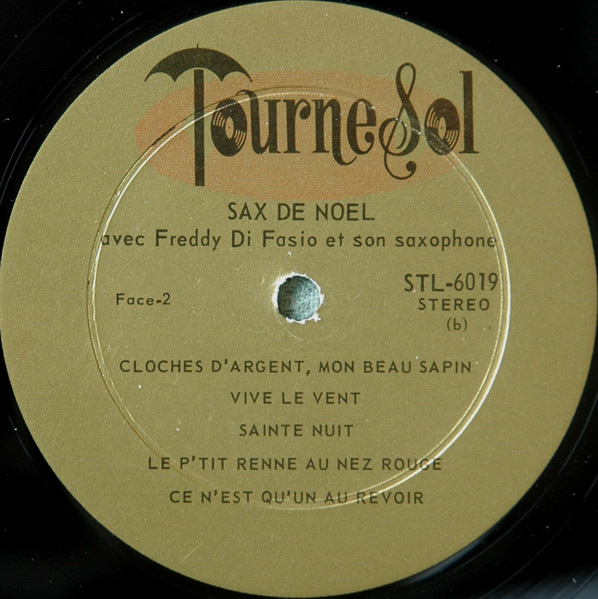 TourneSol
SAX DE NOEL
avec Freddy Di Fasio et son saxophone
Face-2
STL-6019
STEREO
(b)
CLOCHES D'ARGENT, MON BEAU SAPIN
VIVE LE VENT
SAINTE NUIT
LE P'TIT RENNE AU NEZ ROUGE
CE N'EST QU'UN AU REVOIR